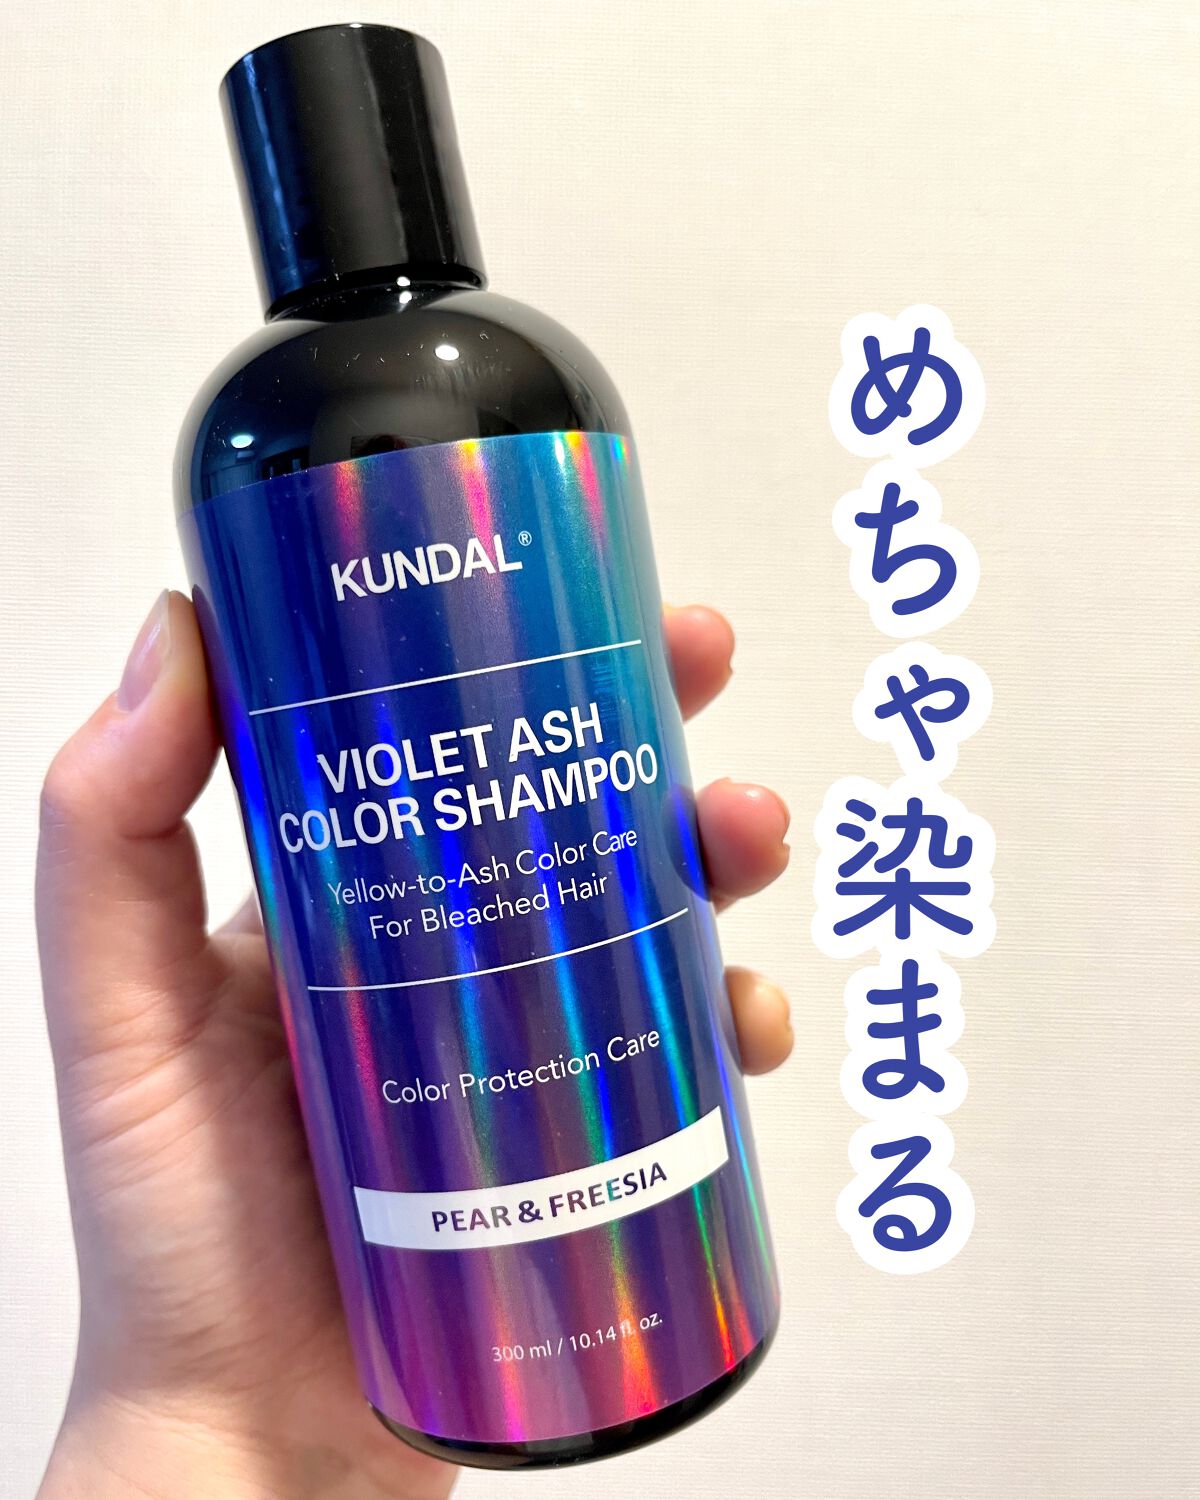 KUNDAL®
VIOLET ASH
COLOR SHAMPOO
Yellow-to-Ash Color Care
For Bleached Hair
Color Protection Care
PEAR & FREESIA
300 ml / 10.14 fl. oz.
めちゃ染まる